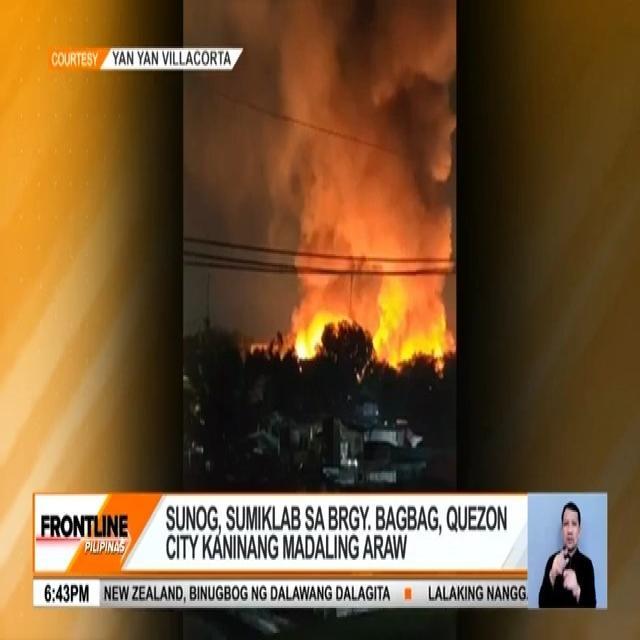 COURTESY YAN YAN VILLACORTA
FRONTLINE
PILIPINAS
SUNOG, SUMIKLAB SA BRGY. BAGBAG, QUEZON
CITY KANINANG MADALING ARAW
6:43PM NEW ZEALAND, BINUGBOG NG DALAWANG DALAGITA ■ LALAKING NANGG